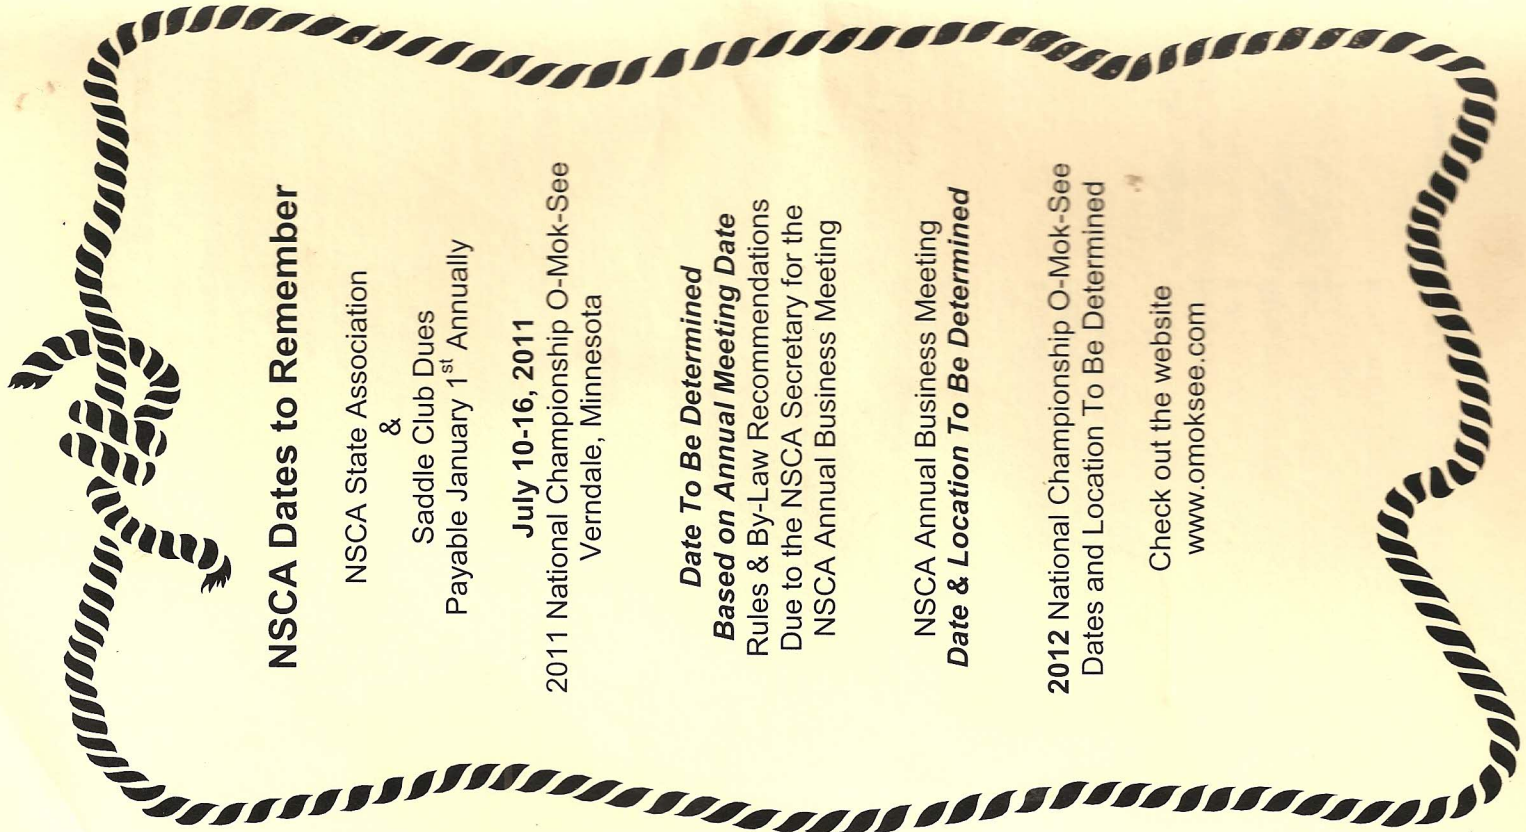 NSCA Dates to Remember
NSCA State Association
&
Saddle Club Dues
Payable January 1st Annually
July 10-16, 2011
2011 National Championship O-Mok-See
Verndale, Minnesota
Date To Be Determined
Based on Annual Meeting Date
Rules & By-Law Recommendations
Due to the NSCA Secretary for the
NSCA Annual Business Meeting
NSCA Annual Business Meeting
Date & Location To Be Determined
2012 National Championship O-Mok-See
Dates and Location To Be Determined
Check out the website
www.omoksee.com